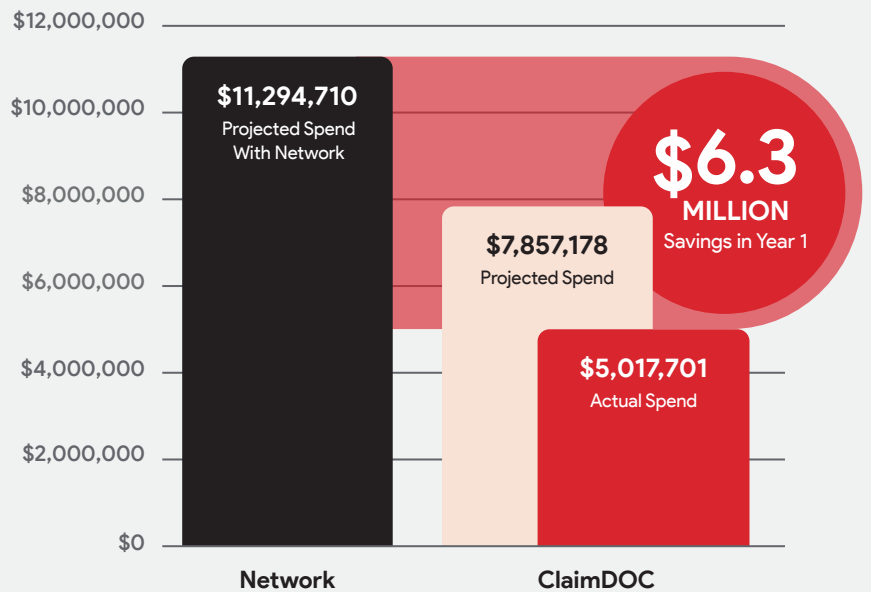 $12,000,000
$10,000,000
$8,000,000
$6,000,000
$4,000,000
$2,000,000
$0
$11,294,710
Projected Spend
With Network
$7,857,178
Projected Spend
$5,017,701
Actual Spend
$6.3
MILLION
Savings in Year 1
Network
ClaimDOC